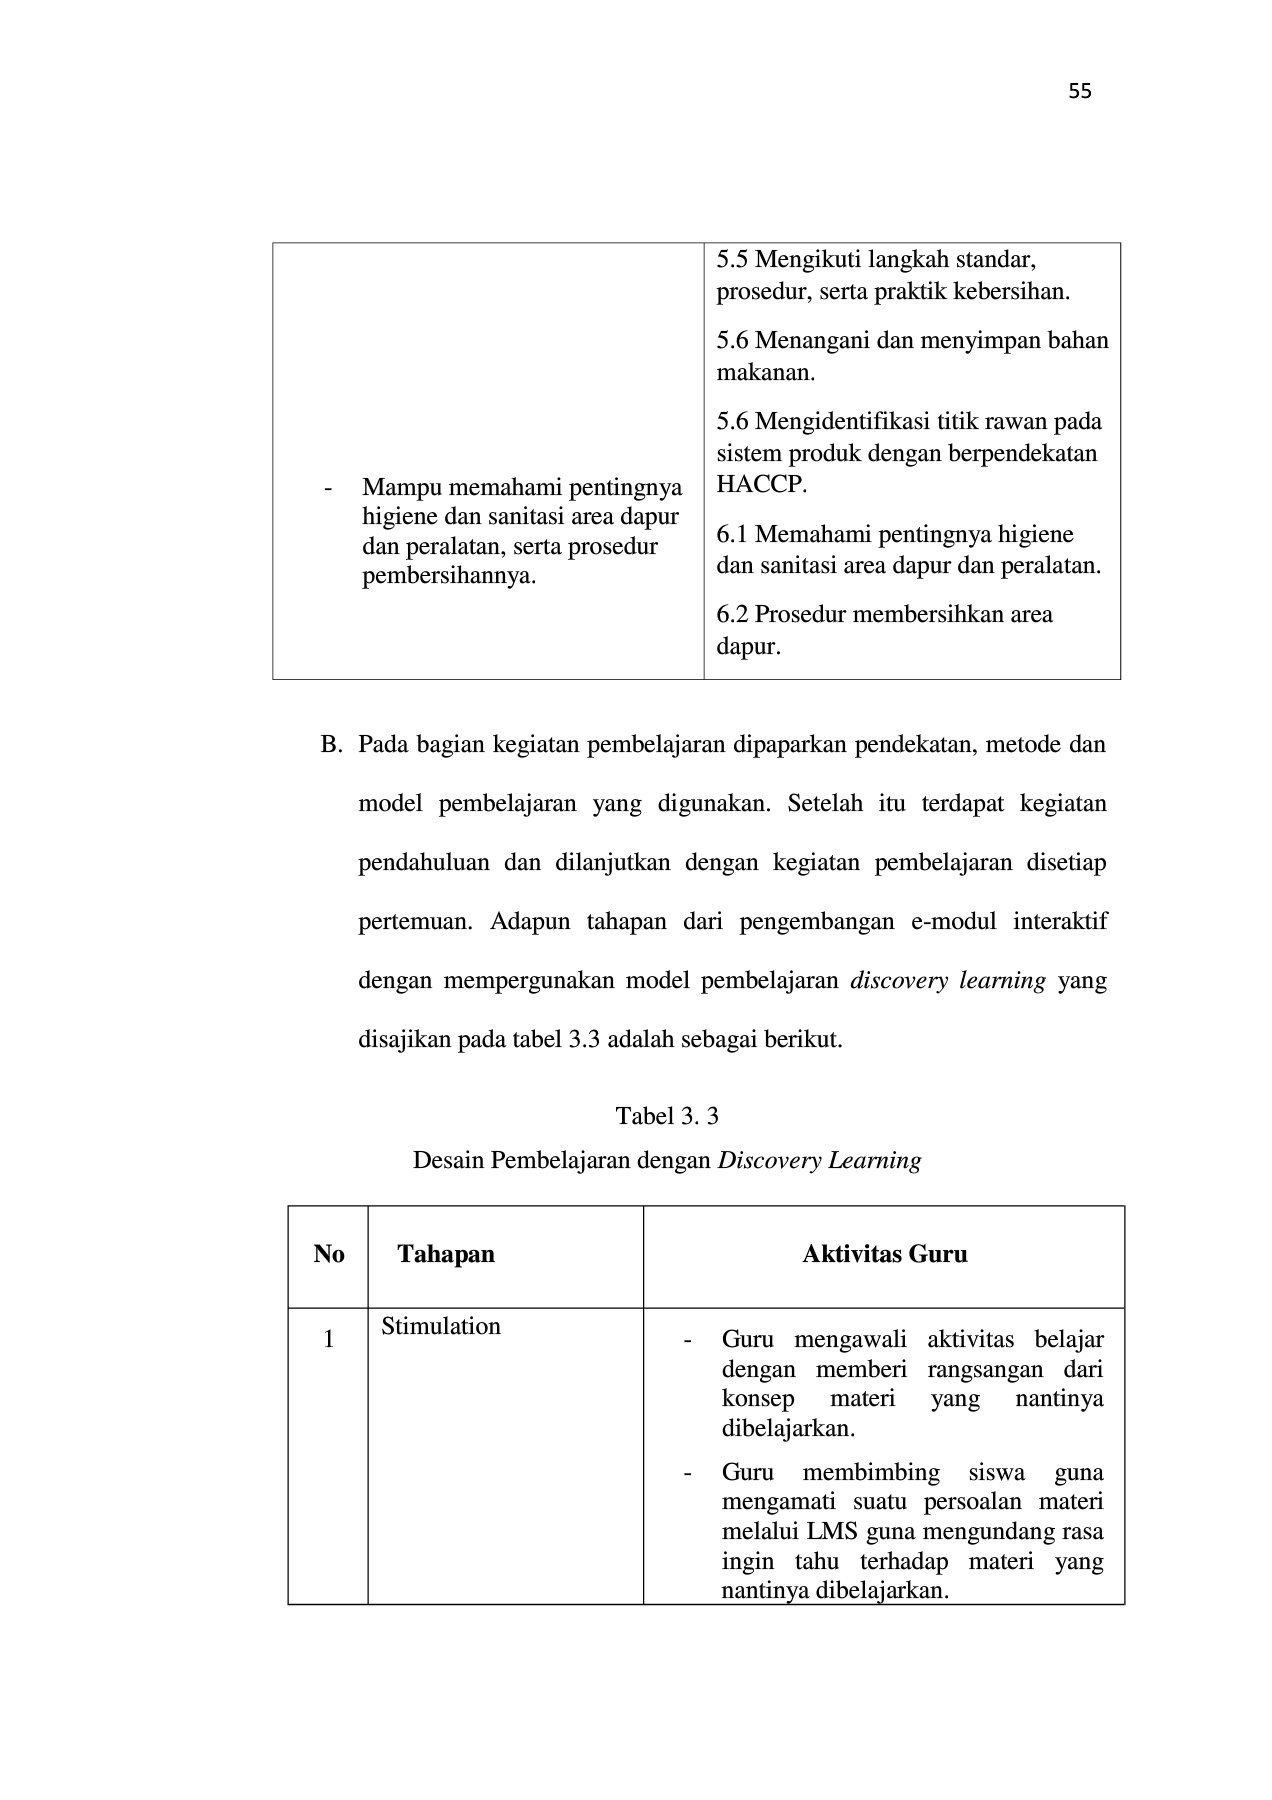 55
- Mampu memahami pentingnya
higiene dan sanitasi area dapur
dan peralatan, serta prosedur
pembersihannya.
5.5 Mengikuti langkah standar,
prosedur, serta praktik kebersihan.
5.6 Menangani dan menyimpan bahan
makanan.
5.6 Mengidentifikasi titik rawan pada
sistem produk dengan berpendekatan
HACCP.
6.1 Memahami pentingnya higiene
dan sanitasi area dapur dan peralatan.
6.2 Prosedur membersihkan area
dapur.
B. Pada bagian kegiatan pembelajaran dipaparkan pendekatan, metode dan
model pembelajaran yang digunakan. Setelah itu terdapat kegiatan
pendahuluan dan dilanjutkan dengan kegiatan pembelajaran disetiap
pertemuan. Adapun tahapan dari pengembangan e-modul interaktif
dengan mempergunakan model pembelajaran discovery learning yang
disajikan pada tabel 3.3 adalah sebagai berikut.
Tabel 3. 3
Desain Pembelajaran dengan Discovery Learning
No Tahapan Aktivitas Guru
1 Stimulation
- Guru mengawali aktivitas belajar
dengan memberi rangsangan dari
konsep materi yang nantinya
dibelajarkan.
- Guru membimbing siswa guna
mengamati suatu persoalan materi
melalui LMS guna mengundang rasa
ingin tahu terhadap materi yang
nantinya dibelajarkan.